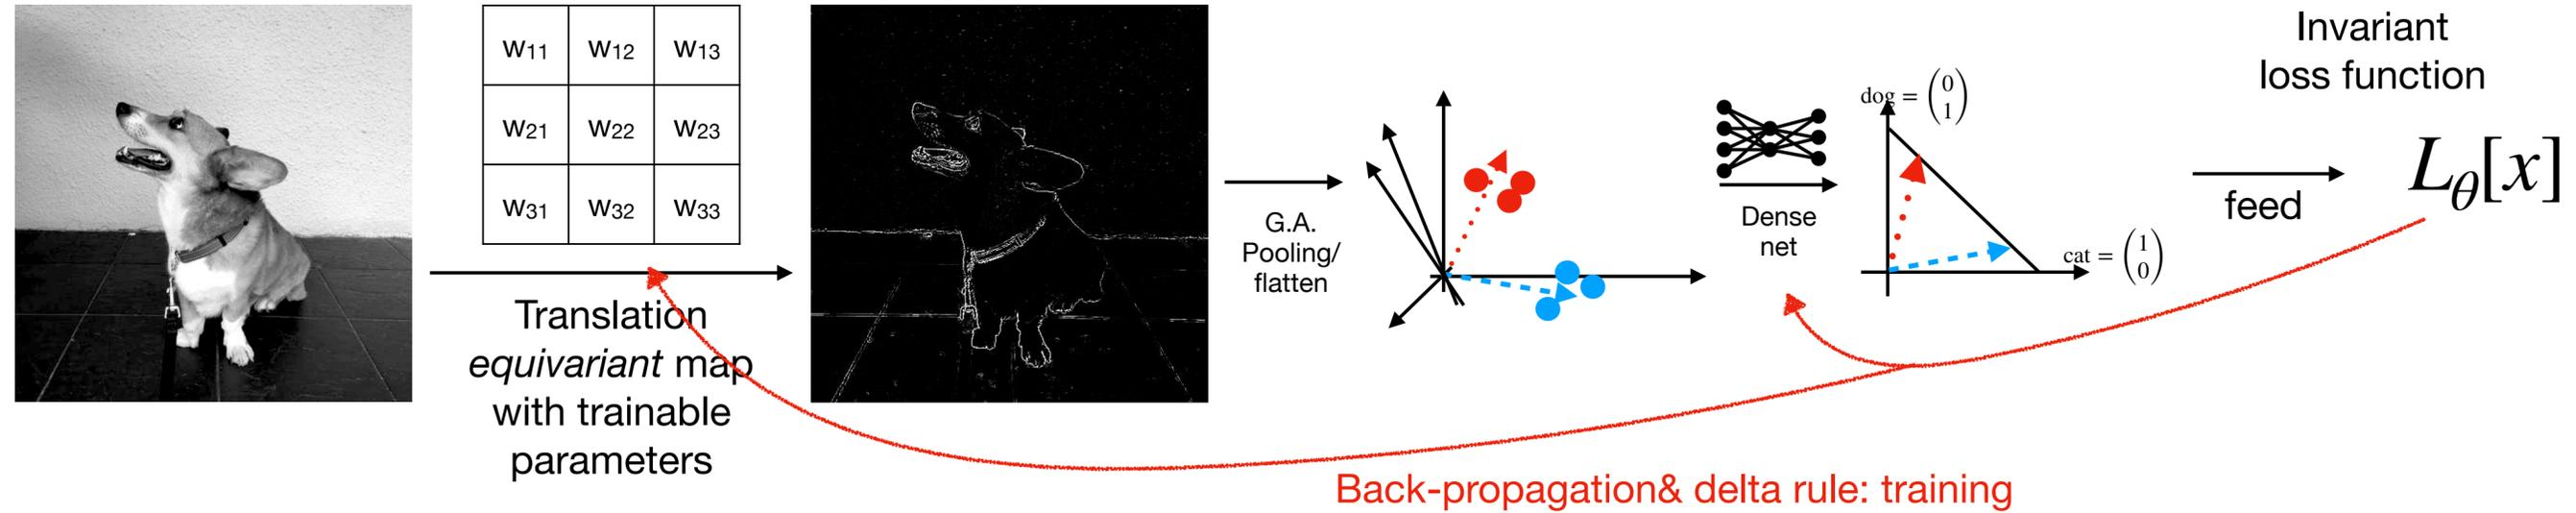 w11 w12 w13
w21 w22 w23
w31 w32 w33
Translation
equivariant map
with trainable
parameters
G.A.
Pooling/
flatten
Dense
net
dog = (0 1)
cat = (1 0)
feed
Invariant
loss function
Lθ[x]
Back-propagation& delta rule: training